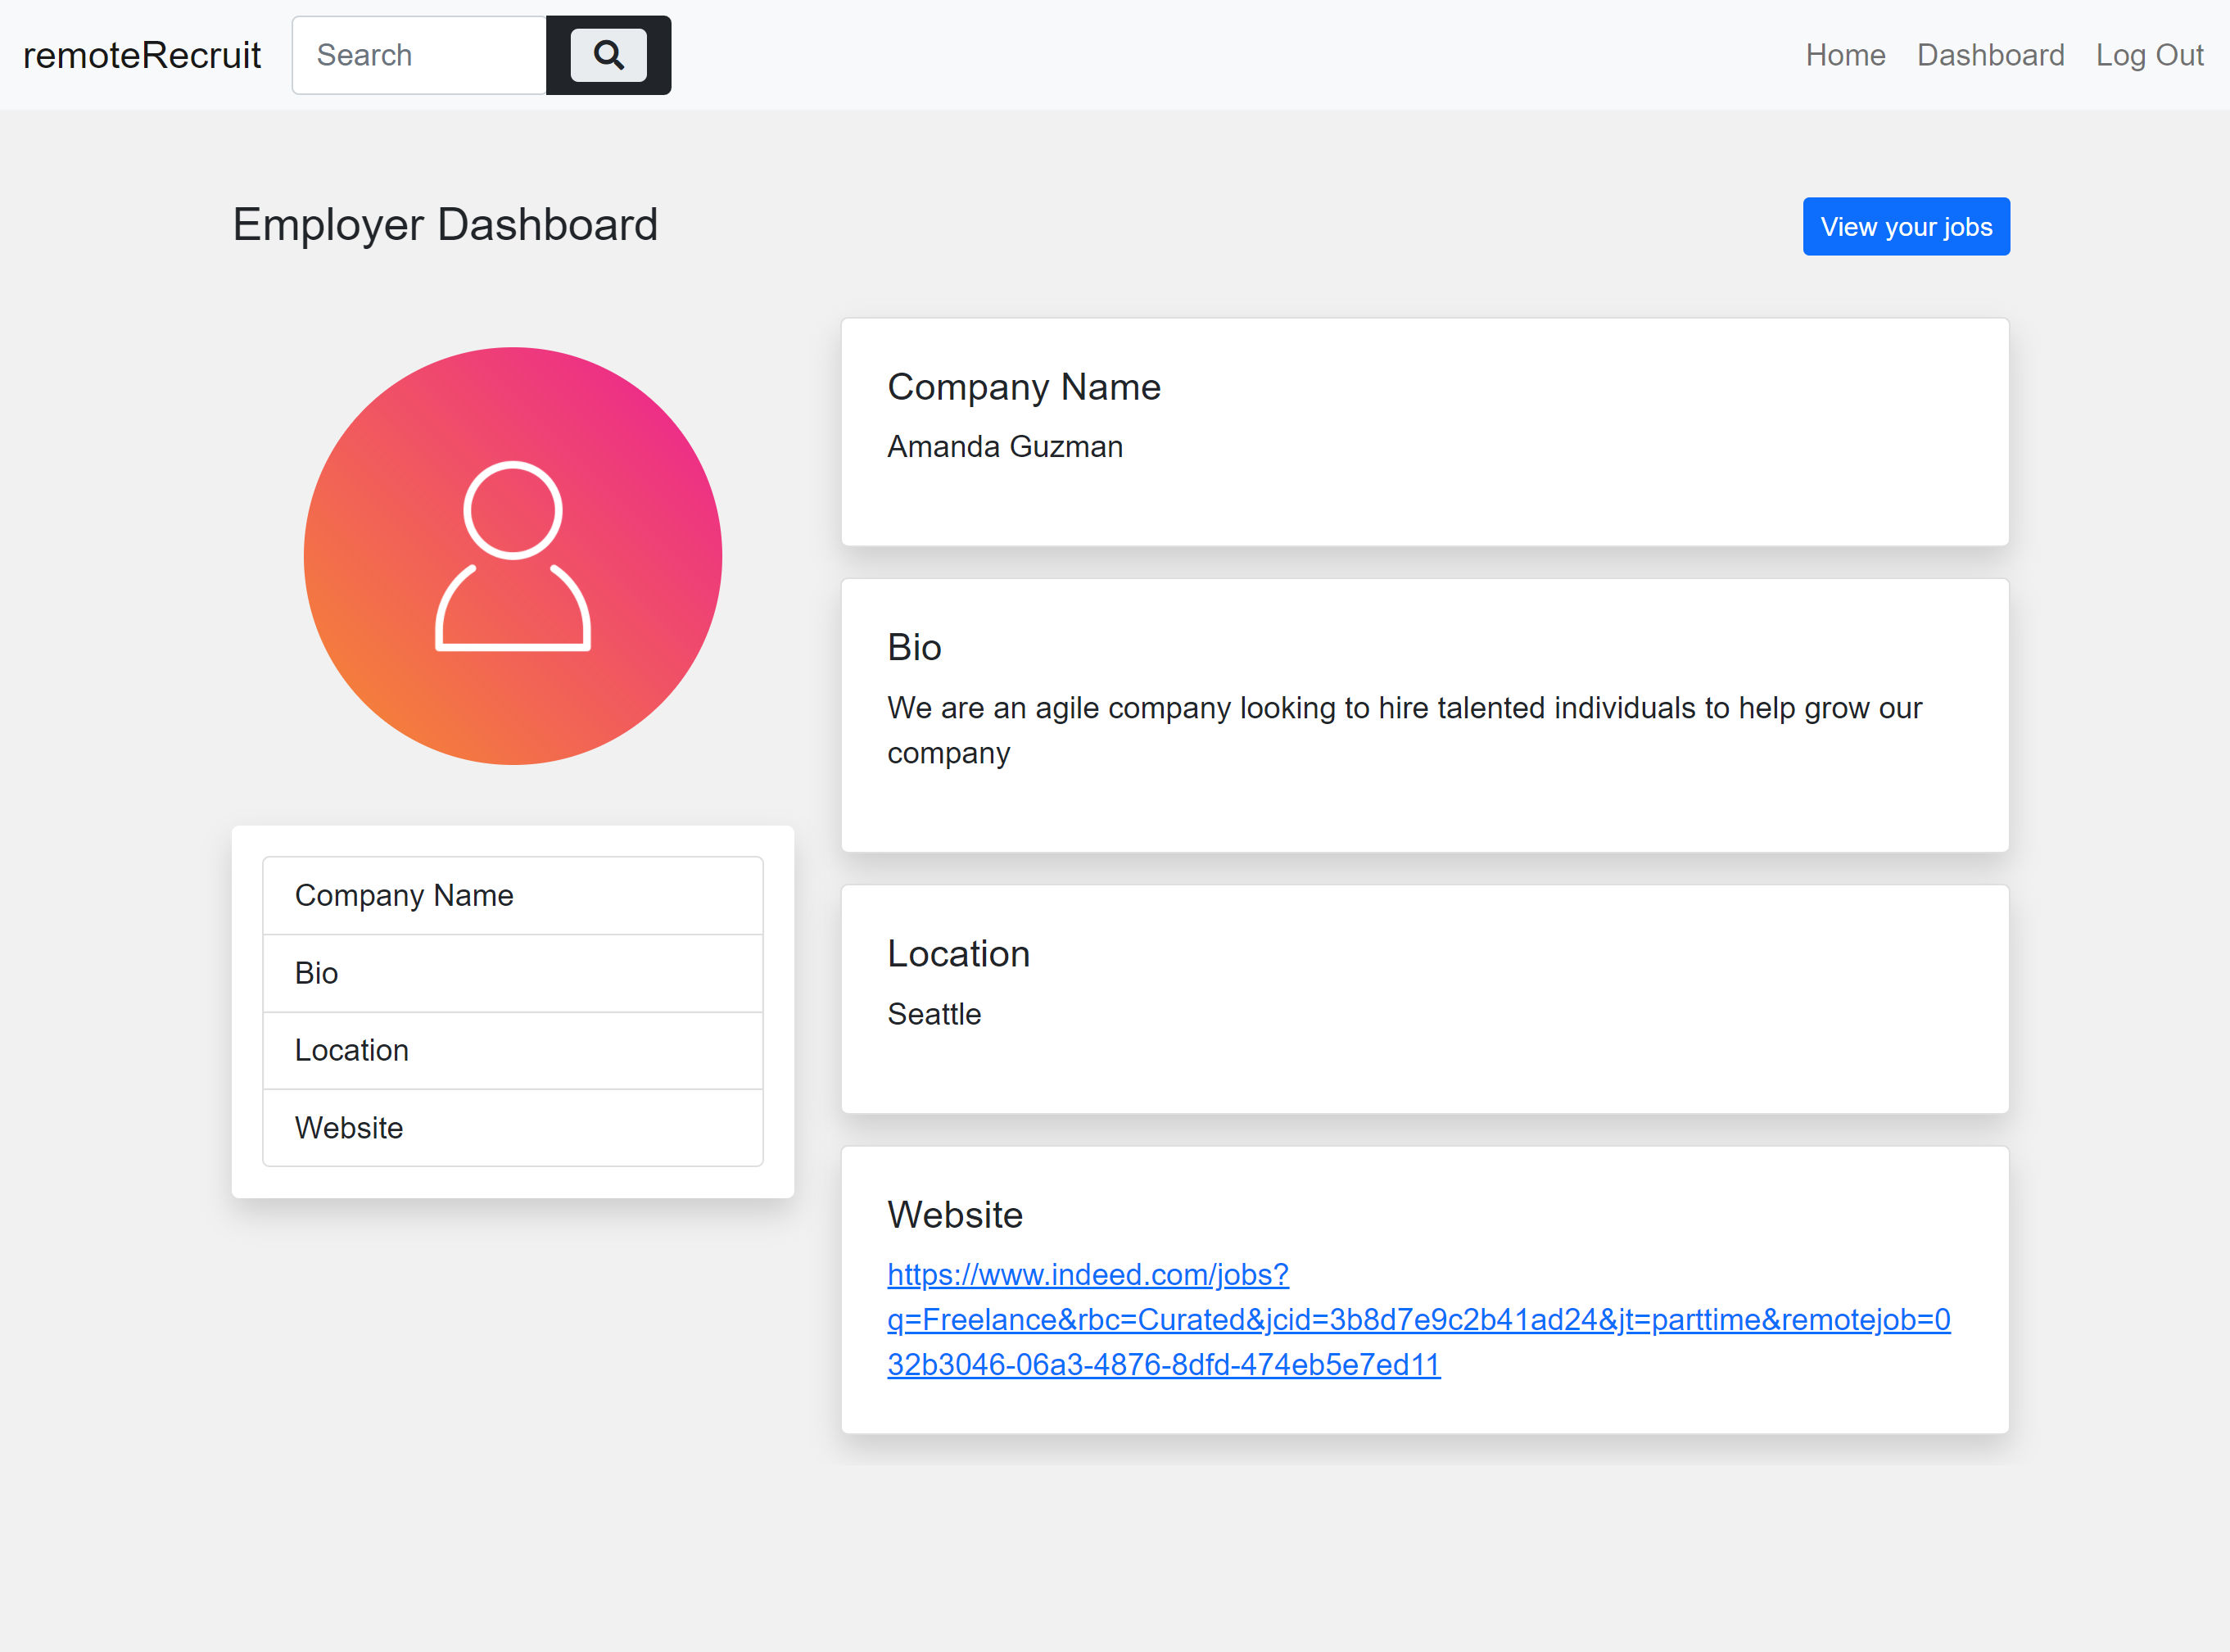 remoteRecruit
Search
Home
Dashboard
Log Out
Employer Dashboard
View your jobs
Company Name
Bio
Location
Website
Company Name
Amanda Guzman
Bio
We are an agile company looking to hire talented individuals to help grow our
company
Location
Seattle
Website
https://www.indeed.com/jobs?
q=Freelance&rbc=Curated&jcid=3b8d7e9c2b41ad24&jt=parttime&remotejob=0
32b3046-06a3-4876-8dfd-474eb5e7ed11